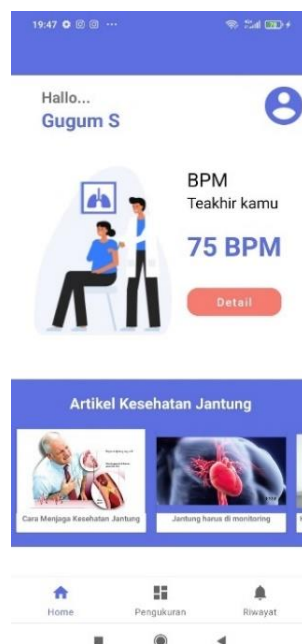 19:47
Hallo...
Gugum S
BPM
Teakhir kamu
75 BPM
Detail
Artikel Kesehatan Jantung
Cara Menjaga Kesehatan Jantung
Jantung harus di monitoring
Home
Pengukuran
Riwayat